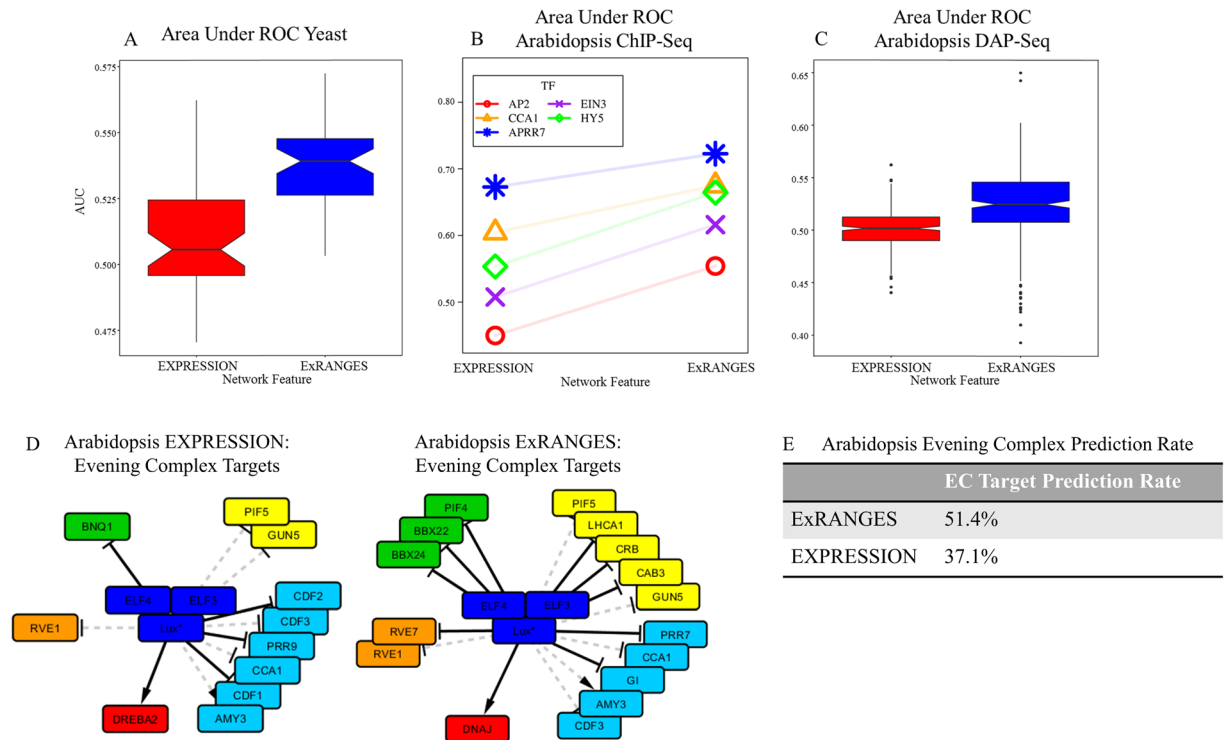 A
Area Under ROC Yeast
0.575
0.550
0.525
0.500
0.475
AUC
EXPRESSION
ExRANGES
Network Feature
B
Area Under ROC
Arabidopsis ChIP-Seq
0.80
0.70
0.60
0.50
TF
AP2
EIN3
CCA1
HY5
APRR7
EXPRESSION
ExRANGES
Network Feature
C
Area Under ROC
Arabidopsis DAP-Seq
0.65
0.60
0.55
0.50
0.45
0.40
EXPRESSION
ExRANGES
Network Feature
D
Arabidopsis EXPRESSION:
Evening Complex Targets
BNQ1
PIF5
GUN5
ELF4
ELF3
Lux*
CDF2
CDF3
PRR9
CCA1
CDF1
AMY3
RVE1
DREBA2
Arabidopsis ExRANGES:
Evening Complex Targets
PIF4
BBX22
BBX24
PIF5
LHCA1
CRB
CAB3
GUN5
ELF4
ELF3
Lux*
RVE7
RVE1
PRR7
CCA1
GI
AMY3
CDF3
DNAJ
E
Arabidopsis Evening Complex Prediction Rate
EC Target Prediction Rate
ExRANGES 51.4%
EXPRESSION 37.1%